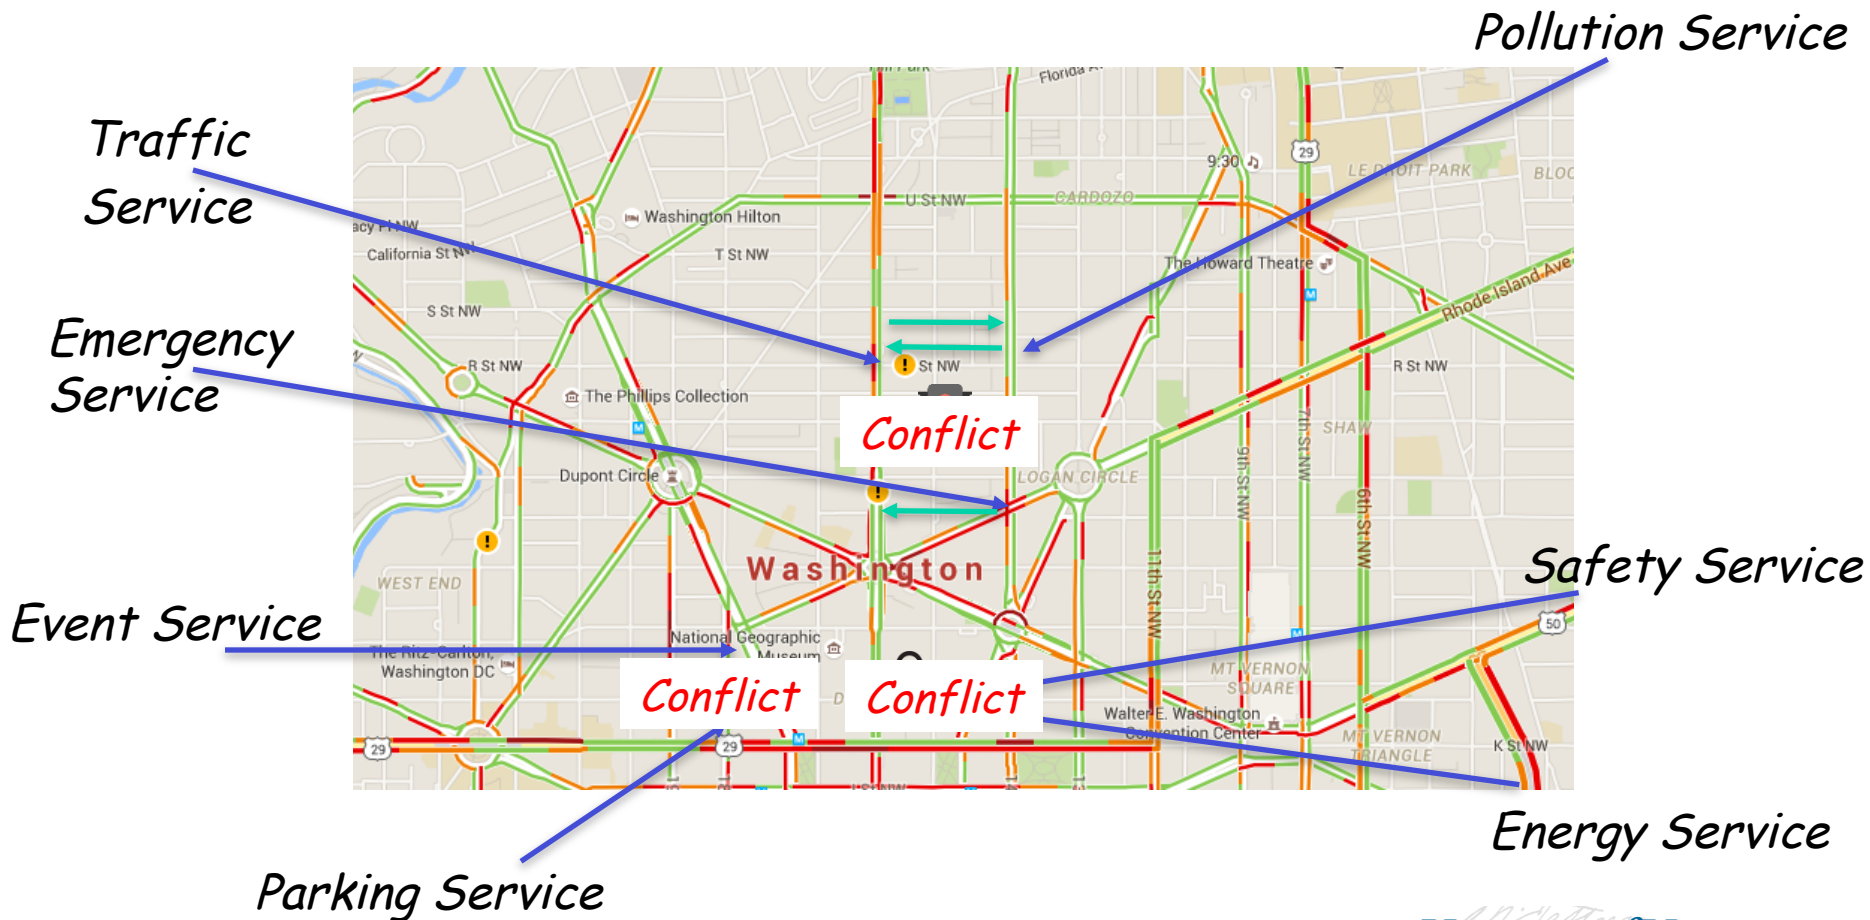 Pollution Service
Traffic
Service
Emergency
Service
Event Service
Parking Service
Safety Service
Energy Service
Conflict
Conflict
Conflict
Florida A
9:30
29
LE DROIT PARK
BLOC
U St NW
CARDOZO
Washington Hilton
California St NW
T St NW
The Howard Theatre
Rhode Island Ave
S St NW
R St NW
St NW
R St NW
The Phillips Collection
M
M
7th St NW
SHAW
Dupont Circle
LOGAN CIRCLE
9th St NW
6th St NW
Washington
11th St NW
WEST END
M
50
National Geographic
Museum
The Ritz-Carlton,
Washington DC
MT VERNON
SQUARE
D
Walter E. Washington
Convention Center
MT VERNON
TRIANGLE
K St NW
29
29
M